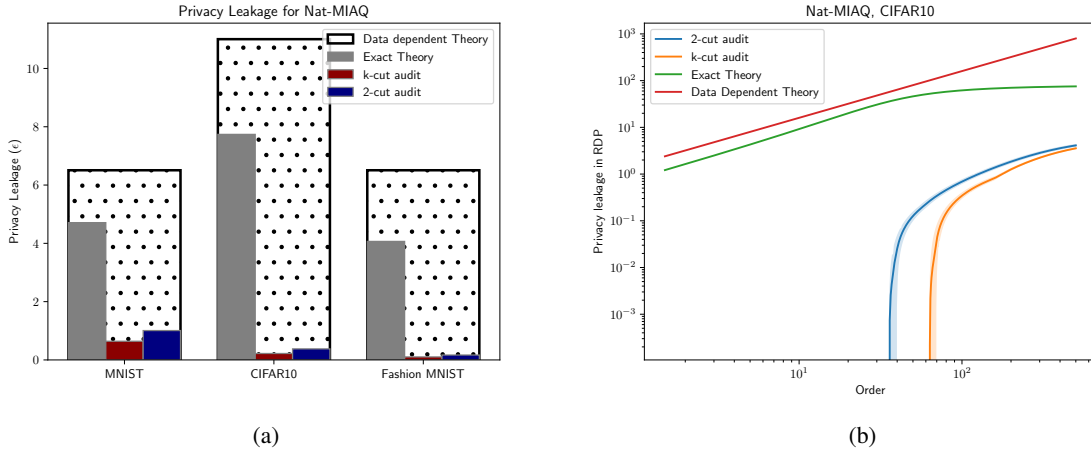 Privacy Leakage for Nat-MIAQ
Data dependent Theory
Exact Theory
k-cut audit
2-cut audit
Privacy Leakage (ϵ)
10
8
6
4
2
0
MNIST
CIFAR10
Fashion MNIST
(a)
Nat-MIAQ, CIFAR10
2-cut audit
k-cut audit
Exact Theory
Data Dependent Theory
Privacy leakage in RDP
10³
10²
10¹
10⁰
10⁻¹
10⁻²
10⁻³
10¹
10²
Order
(b)